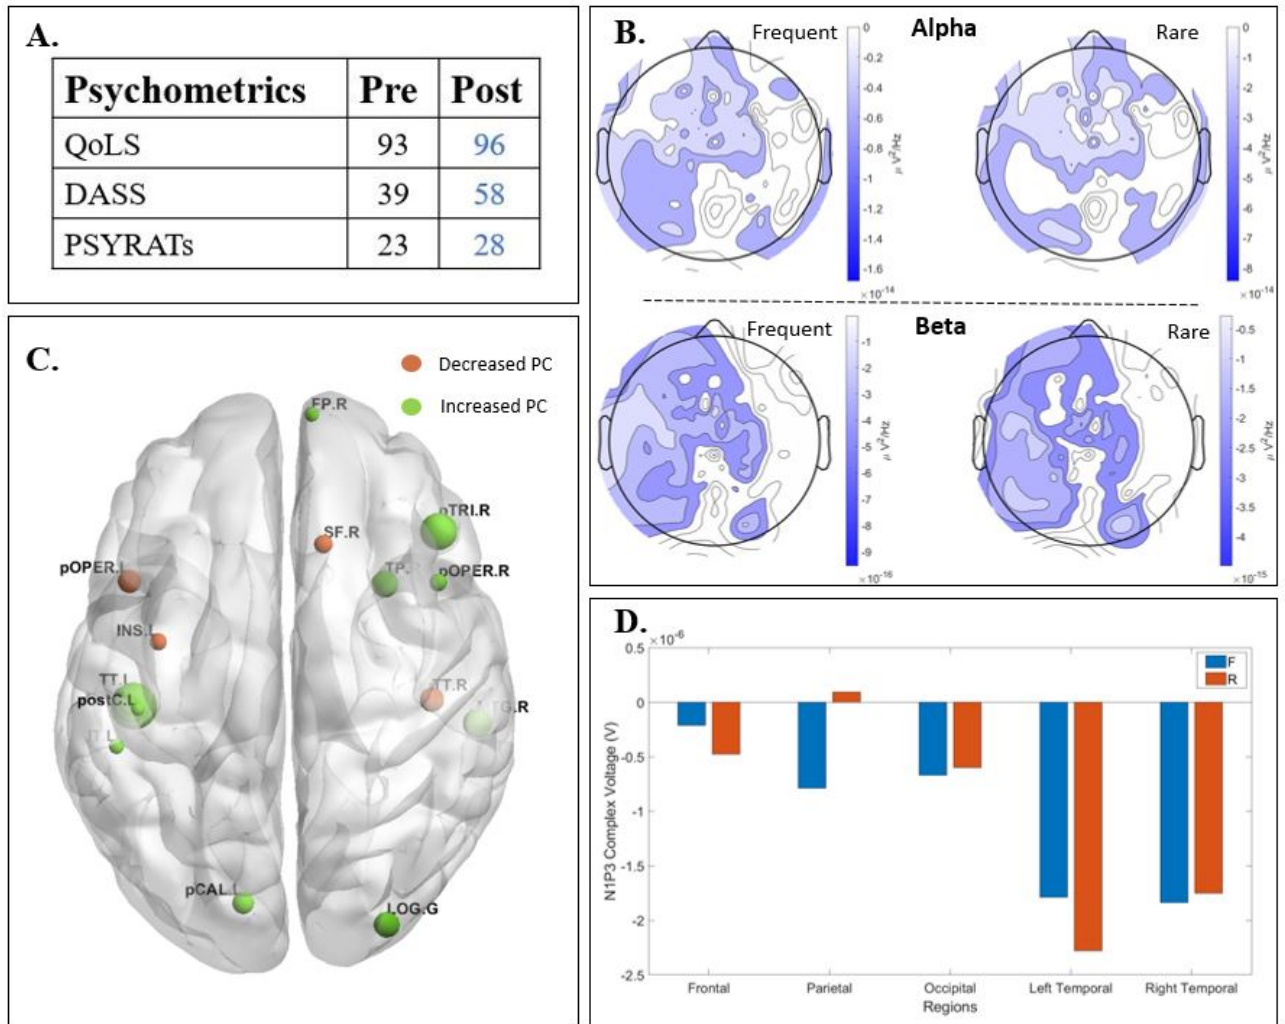 A.
Psychometrics Pre Post
QoLS 93 96
DASS 39 58
PSYRATs 23 28
B.
Frequent
Alpha
Rare
0
-0.2
-0.4
-0.6
-0.8
-1
-1.2
-1.4
-1.6
×10⁻¹⁴
μ V²/Hz
0
-1
-2
-3
-4
-5
-6
-7
-8
×10⁻¹⁴
μ V²/Hz
Frequent
Beta
Rare
-1
-2
-3
-4
-5
-6
-7
-8
-9
×10⁻¹⁶
μ V²/Hz
-0.5
-1
-1.5
-2
-2.5
-3
-3.5
-4
×10⁻¹⁵
μ V²/Hz
C.
Decreased PC
Increased PC
FP.R
pTRI.R
SF.R
pOPER.L
TP.
pOPER.R
INS.L
TT.L
TT.R
postC.L
TG.R
IT.L
pCAL.L
LOG.G
D.
×10⁻⁶
0.5
0
-0.5
-1
-1.5
-2
-2.5
N1P3 Complex Voltage (V)
F
R
Frontal Parietal Occipital Left Temporal Right Temporal
Regions